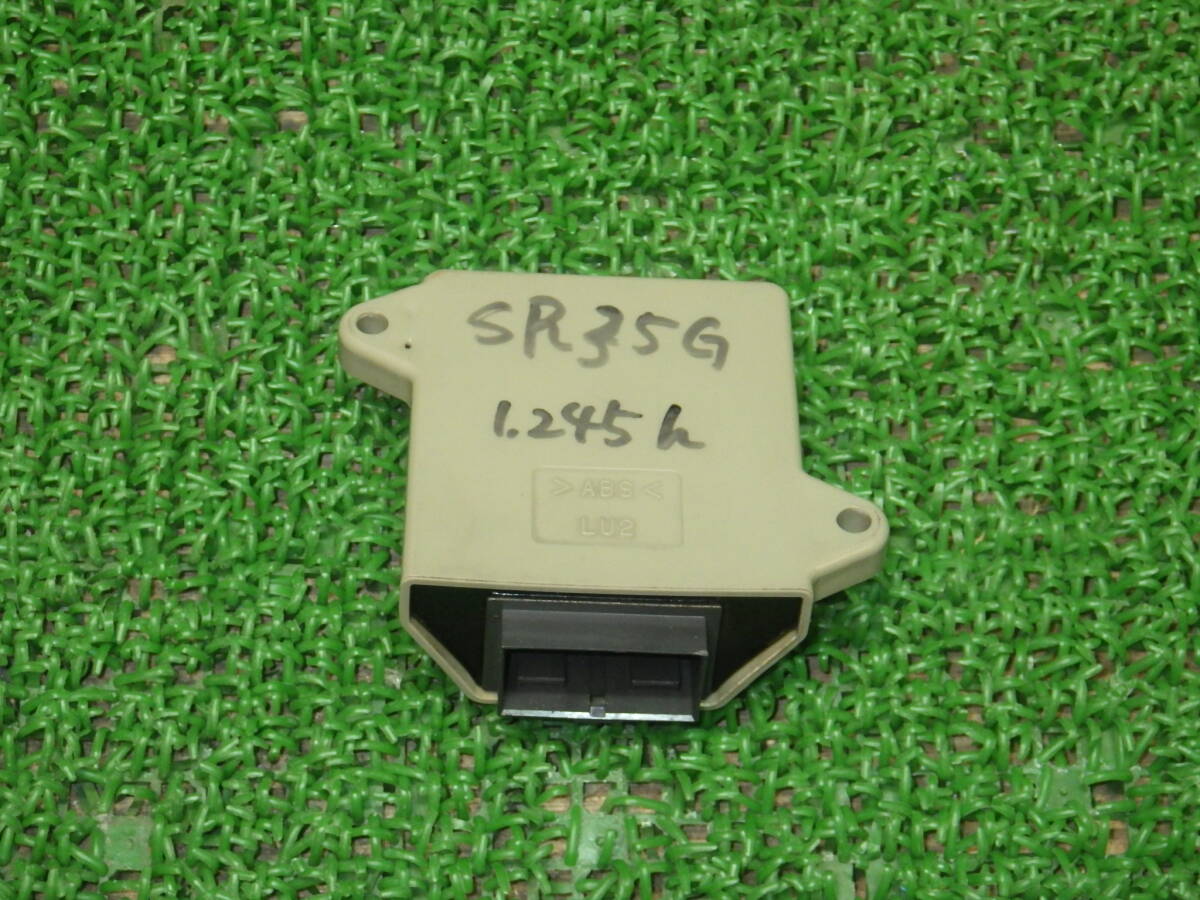 SR35G
1.245h
>ABS<
LU2